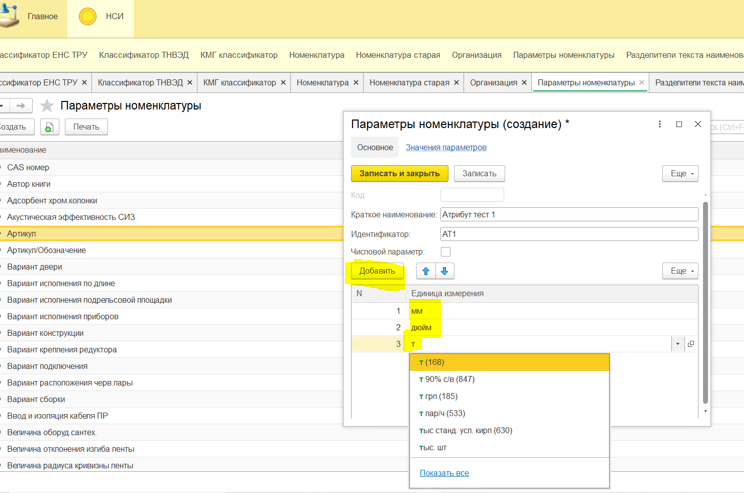 Главное
НСИ
ЕНС ТРУ Классификатор ТНВЭД КМГ классификатор Номенклатура Номенклатура старая Организация Параметры номенклатуры Разделители текста
ЕНС ТРУ × Классификатор ТНВЭД × КМГ классификатор × Номенклатура × Номенклатура старая × Организация × Параметры номенклатуры × Разделители текста
Параметры номенклатуры
Печать
CAS номер
Автор книги
Адсорбент хром.колонки
Акустическая эффективность СИЗ
Артикул
Артикул/Обозначение
Вариант двери
Вариант исполнения по длине
Вариант исполнения подрельсовой площадки
Вариант исполнения приборов
Вариант конструкции
Вариант крепления редуктора
Вариант подключения
Вариант расположения черв.пары
Вариант сборки
Ввод и изоляция кабеля ПР
Величина оборуд.сантех.
Величина отклонения изгиба ленты
Величина радиуса кривизны ленты
Параметры номенклатуры (создание) *
Основное Значения параметров
Записать и закрыть Записать Еще
Код:
Краткое наименование: Атрибут тест 1
Идентификатор: АТ1
Числовой параметр:
Добавить Еще
N Единица измерения
1 мм
2 дюйм
3 т
т (168)
т 90% с/в (847)
т грп (185)
т пар/ч (533)
тыс станд. усл. кирп (630)
тыс. шт
Показать все